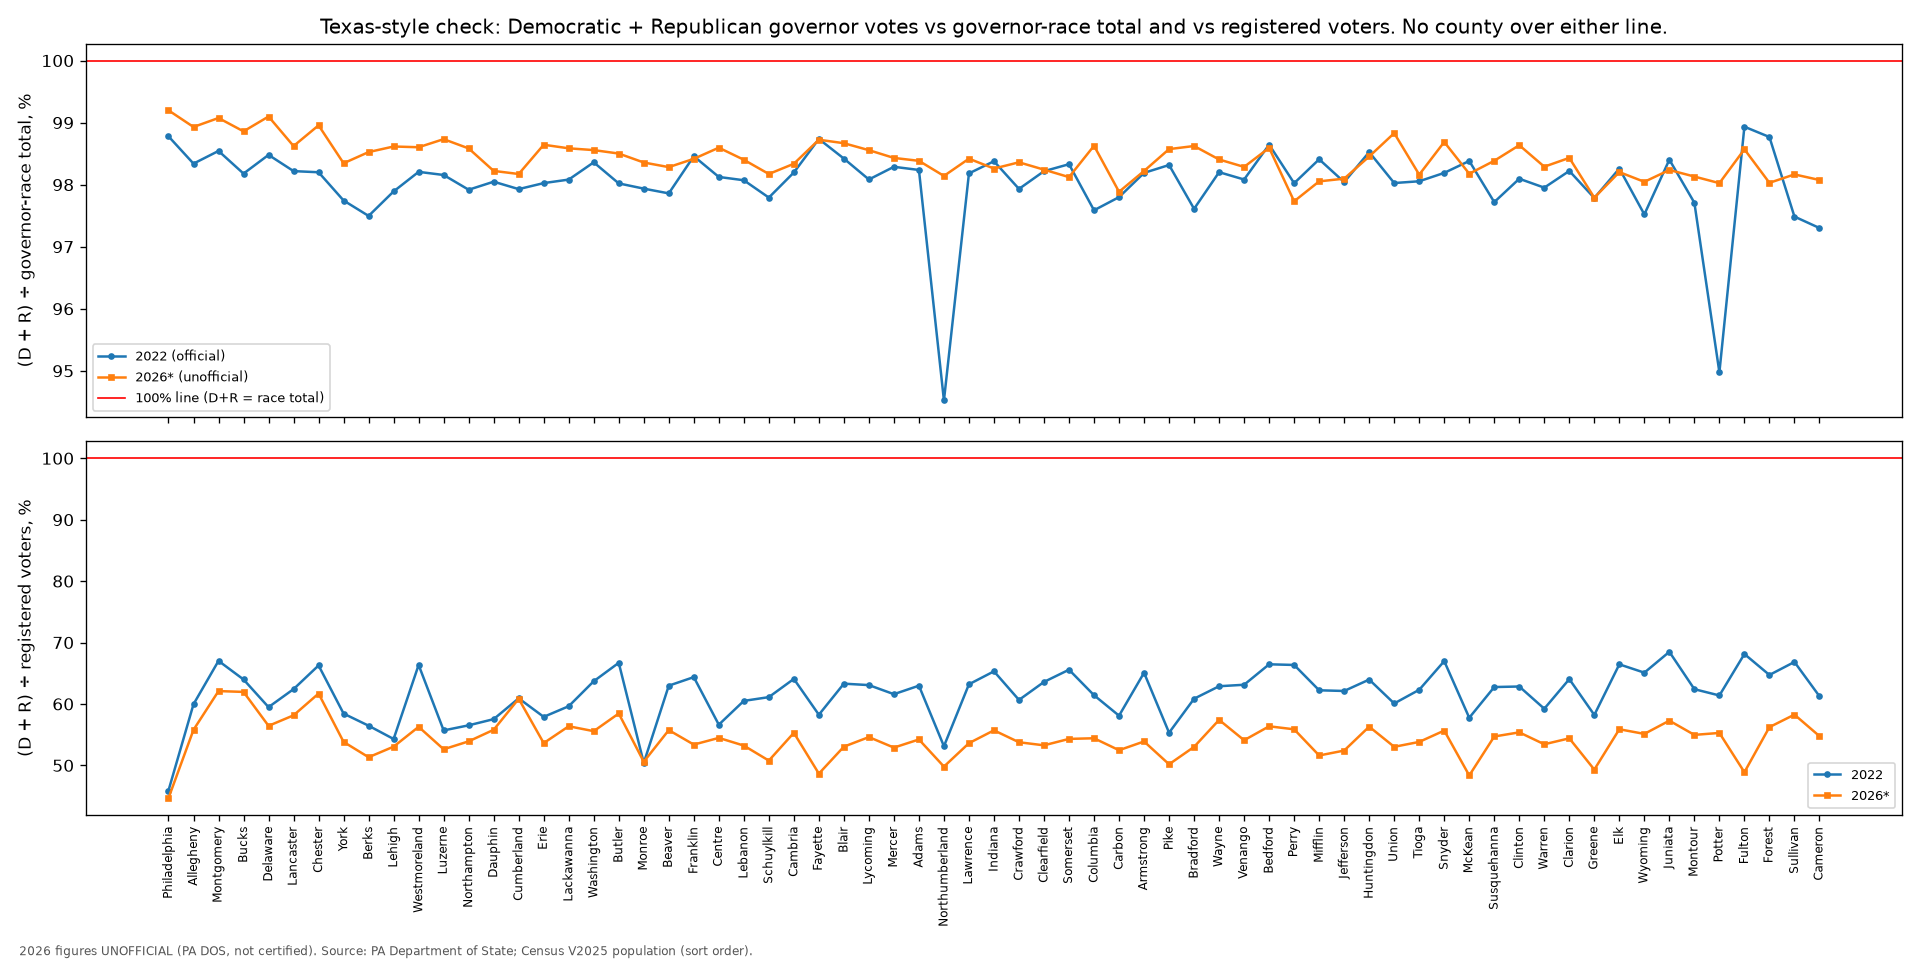 Texas-style check: Democratic + Republican governor votes vs governor-race total and vs registered voters. No county over either line.
(D + R) ÷ governor-race total, %
100
99
98
97
96
95
2022 (official)
2026* (unofficial)
100% line (D+R = race total)
(D + R) ÷ registered voters, %
100
90
80
70
60
50
2022
2026*
Philadelphia
Allegheny
Montgomery
Bucks
Delaware
Lancaster
Chester
York
Berks
Lehigh
Westmoreland
Luzerne
Northampton
Dauphin
Cumberland
Erie
Lackawanna
Washington
Butler
Monroe
Beaver
Franklin
Centre
Lebanon
Schuylkill
Cambria
Fayette
Blair
Lycoming
Mercer
Adams
Northumberland
Lawrence
Indiana
Crawford
Clearfield
Somerset
Columbia
Carbon
Armstrong
Pike
Bradford
Wayne
Venango
Bedford
Perry
Mifflin
Jefferson
Huntingdon
Union
Tioga
Snyder
McKean
Susquehanna
Clinton
Warren
Clarion
Greene
Elk
Wyoming
Juniata
Montour
Potter
Fulton
Forest
Sullivan
Cameron
2026 figures UNOFFICIAL (PA DOS, not certified). Source: PA Department of State; Census V2025 population (sort order).